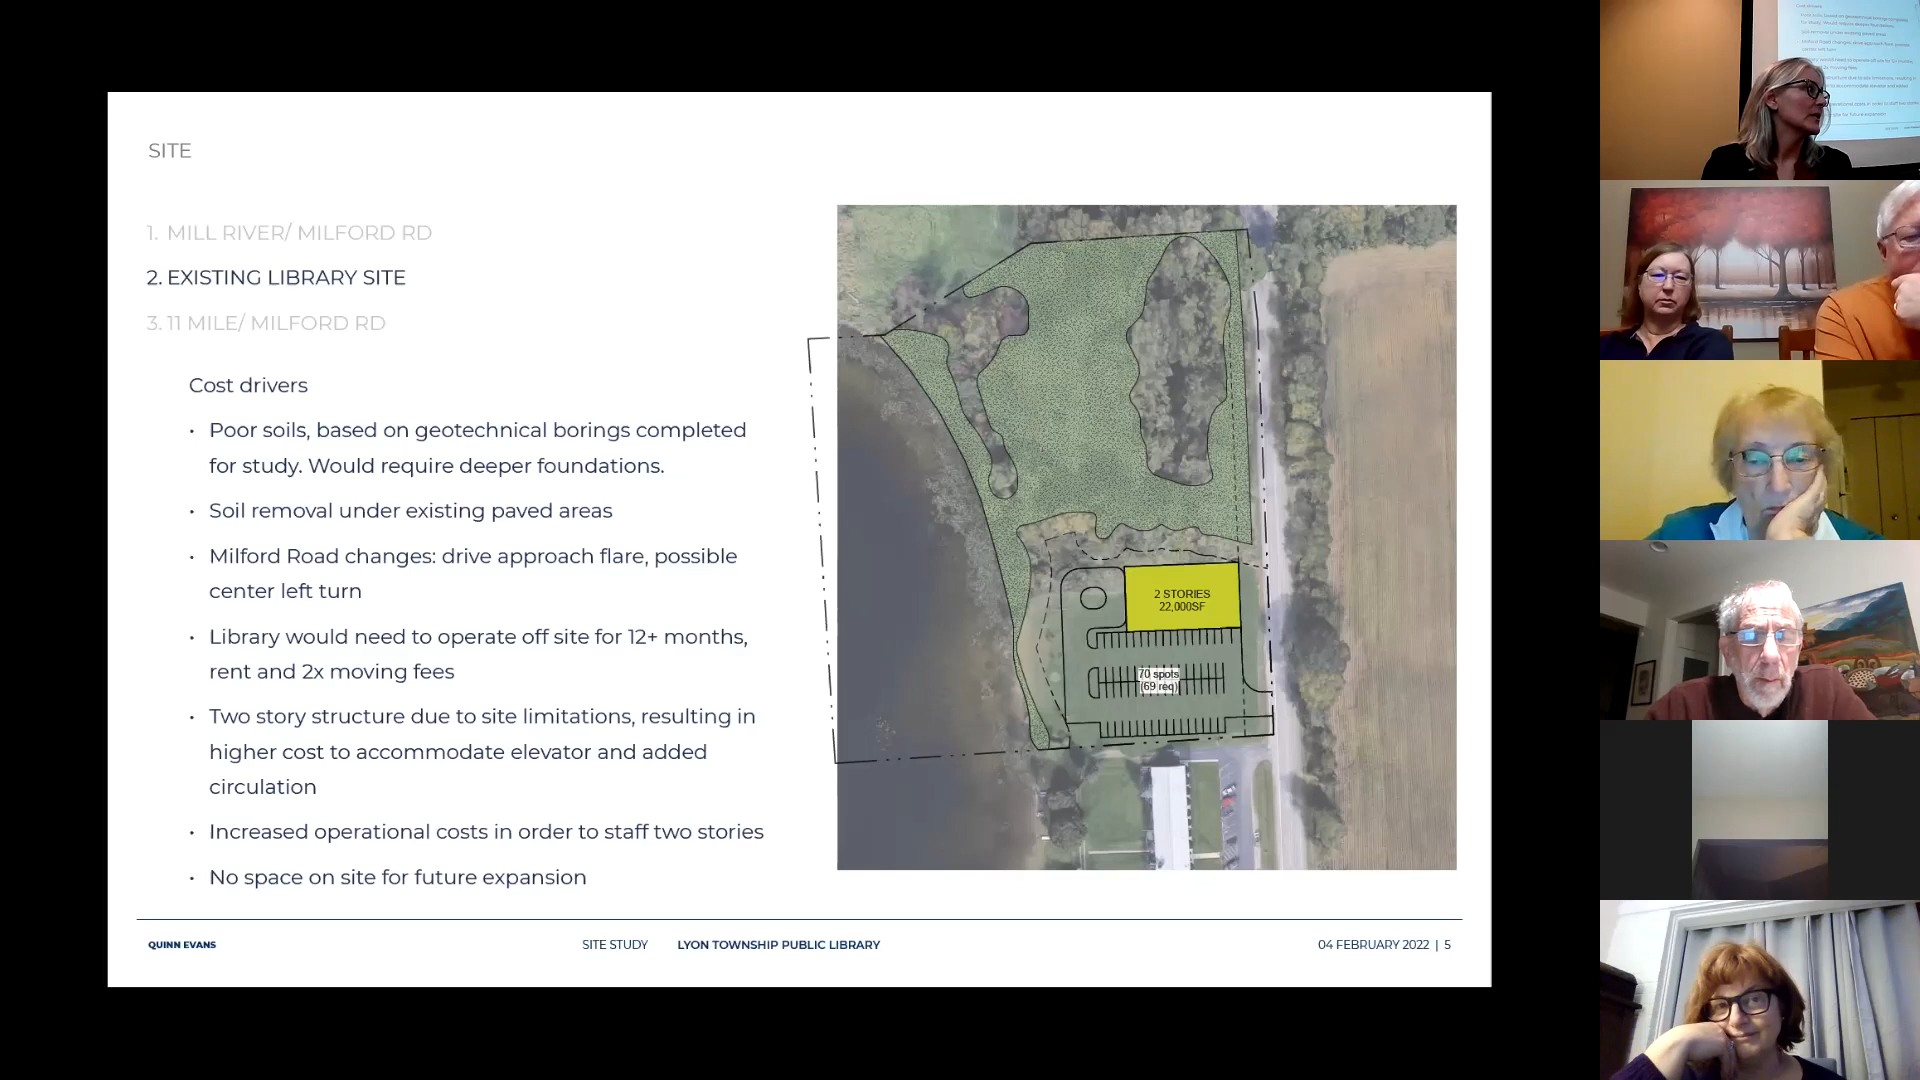 SITE
1. MILL RIVER/ MILFORD RD
2. EXISTING LIBRARY SITE
3. 11 MILE/ MILFORD RD
Cost drivers
• Poor soils, based on geotechnical borings completed
for study. Would require deeper foundations.
• Soil removal under existing paved areas
• Milford Road changes: drive approach flare, possible
center left turn
• Library would need to operate off site for 12+ months,
rent and 2x moving fees
• Two story structure due to site limitations, resulting in
higher cost to accommodate elevator and added
circulation
• Increased operational costs in order to staff two stories
• No space on site for future expansion
2 STORIES
22,000SF
70 spots
(69 req)
QUINN EVANS
SITE STUDY LYON TOWNSHIP PUBLIC LIBRARY
04 FEBRUARY 2022 | 5